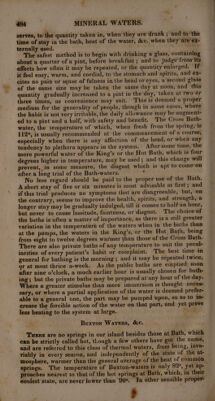 494 MINERAL WATERS.
serves, to the quantity taken in, when they are drank; and to the
time of stay in the bath, heat of the water, &c. when they are ex-
ternally used.
The safest method is to begin with drinking a glass, containing
about a quarter of a pint, before breakfast; and to judge from its
effects how often it may be repeated, or the quantity enlarged. If
it feel easy, warm, and cordial, to the stomach and spirits, and ex-
cite no pain or sense of fulness in the head or eyes, a second glass
of the same size may be taken the same day at noon, and this
quantity gradually increased to a pint in the day, taken at two or
three times, as convenience may suit. This is deemed a proper
medium for the generality of people, though in some cases, where
the habit is not very irritable, the daily allowance may be augment-
ed to a pint and a half, with safety and benefit. The Cross Bath-
water, the temperature of which, when fresh from the pump, is
112°, is usually recommended at the commencement of a course,
especially when there is any affection of the head, or when any
tendency to plethora appears in the system. After some time, the
more powerful water of the King's or the Hot Bath, which is four
degrees higher in temperature, may be used; and this change will
prevent, in some measure, the disgust which is apt to come on
after a long trial of the Bath-waters.
No less regard should be paid to the proper use of the Bath.
A short stay of five or six minutes is most advisable at first; and
if this trial produces no symptoms that are disagreeable, but, on
the contrary, seems to improve the health, spirits, and strength, a
longer stay may be gradually indulged, till it comes to half an hour,
but never to cause lassitude, faintness, or disgust. The choice of
the baths is often a matter of importance, as there is a still greater
variation in the temperature of the waters when in the bath than
at the pumps, the waters in the King's, or the Hot Bath, being
from eight to twelve degrees warmer than those of the Cross Bath.
There are also private baths of any temperature to suit the pecul-
iarities of every patient's habit or complaint. The best time in
general for bathing is the morning; and it may be repeated twice,
or at most thrice a week. As the public baths are emptied soon
after nine o'clock, a much earlier hour is usually chosen for bath-
ing; but the private baths may be prepared at any hour of the day.
Where a greater stimulus than mere immersion is thought neces-
sary, or where a partial application of the water is deemed prefer-
able to a general one, the part may be pumped upon, so as to in-
crease the forcible action of the water on that part, and yet prove
less heating to the system at large.
Buxton Waters, &c.
There are no springs in our island besides those at Bath, which
can be strictly called hot, though a few others have got the name,
and are referred to this class of thermal waters, from being, inva-
riably in every season, and independently of the state of the at-
mosphere, warmer than the general average of the heat of common
springs. The temperature of Buxton-waters is only 82°, yet ap-
proaches nearest to that of the hot springs at Bath, which, in their
coolest state, are never lower than 90°. In other sensible proper-